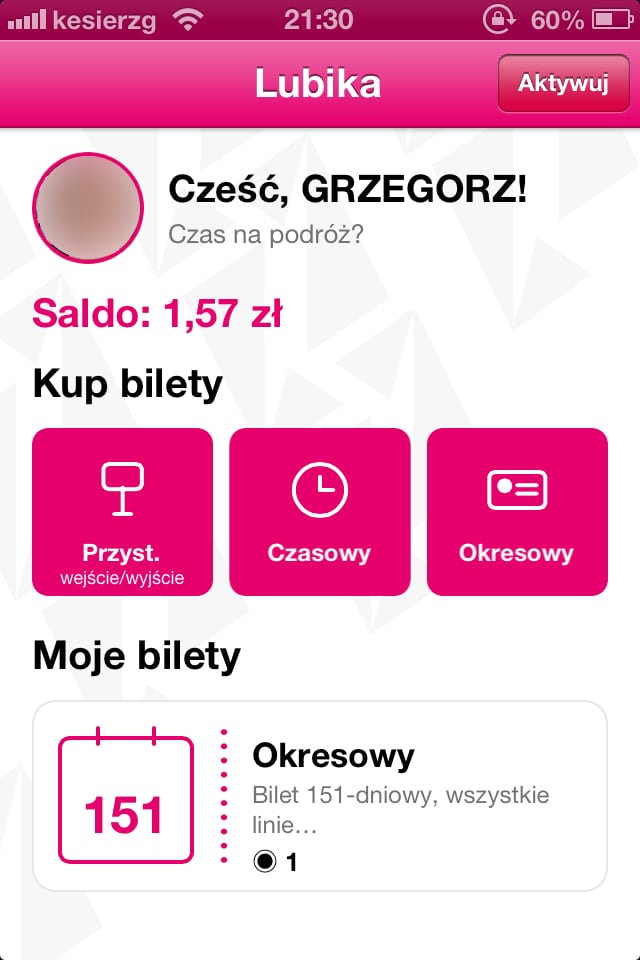 kesierzg 21:30 60%
Lubika
Aktywuj
Cześć, GRZEGORZ!
Czas na podróż?
Saldo: 1,57 zł
Kup bilety
Przyst.
wejście/wyjście
Czasowy
Okresowy
Moje bilety
151
Okresowy
Bilet 151-dniowy, wszystkie
linie…
1